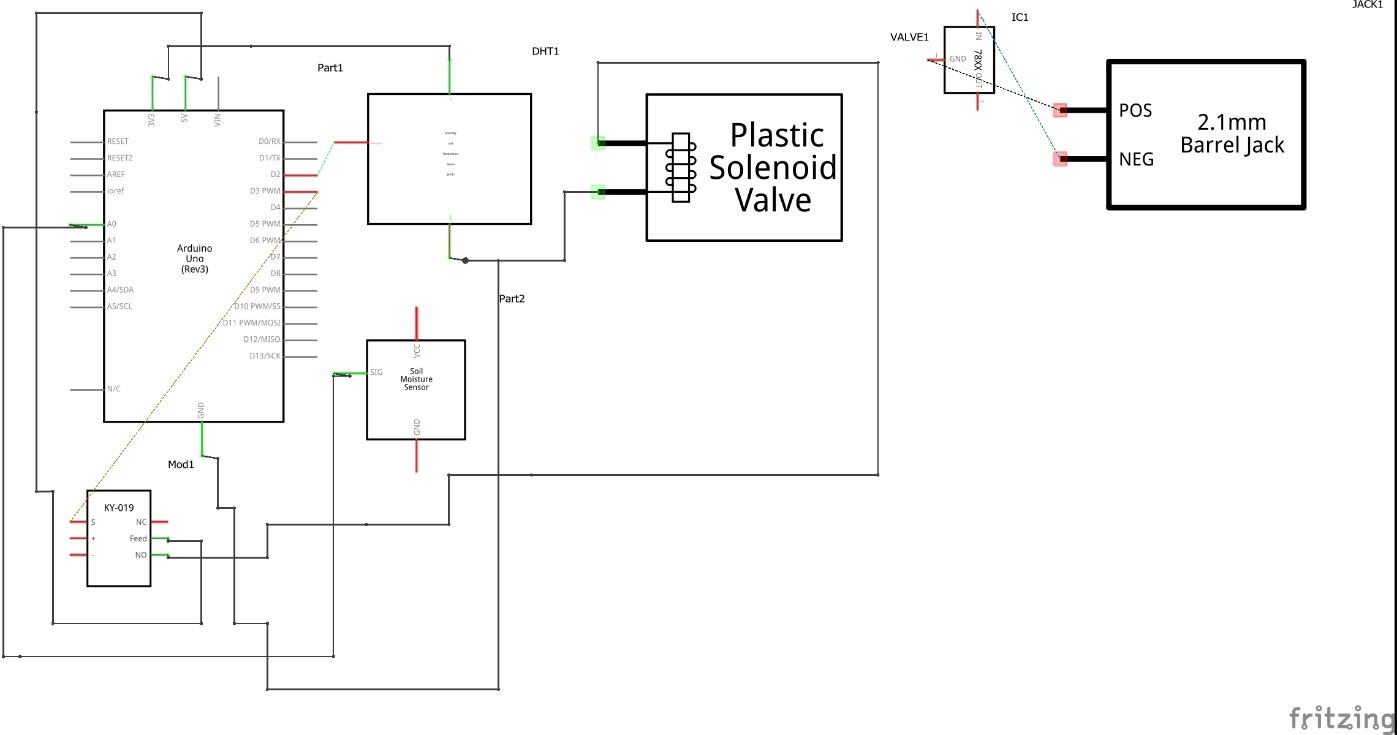 JACK1
IC1
VALVE1
DHT1
Part1
IN
GND
78XX
OUT
POS
NEG
2.1mm
Barrel Jack
3V3
5V
VIN
Plastic
Solenoid
Valve
RESET
RESET2
AREF
ioref
A0
A1
A2
A3
A4/SDA
A5/SCL
N/C
Arduino
Uno
(Rev3)
D0/RX
D1/TX
D2
D3 PWM
D4
D5 PWM
D6 PWM
D7
D8
D9 PWM
D10 PWM/SS
D11 PWM/MOSI
D12/MISO
D13/SCK
GND
Part2
VCC
SIG
Soil
Moisture
Sensor
GND
Mod1
KY-019
S
+
-
NC
Feed
NO
fritzing